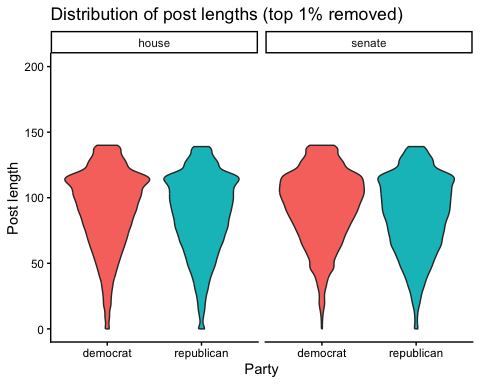 Distribution of post lengths (top 1% removed)
house
senate
200
150
100
50
0
Post length
democrat
republican
democrat
republican
Party